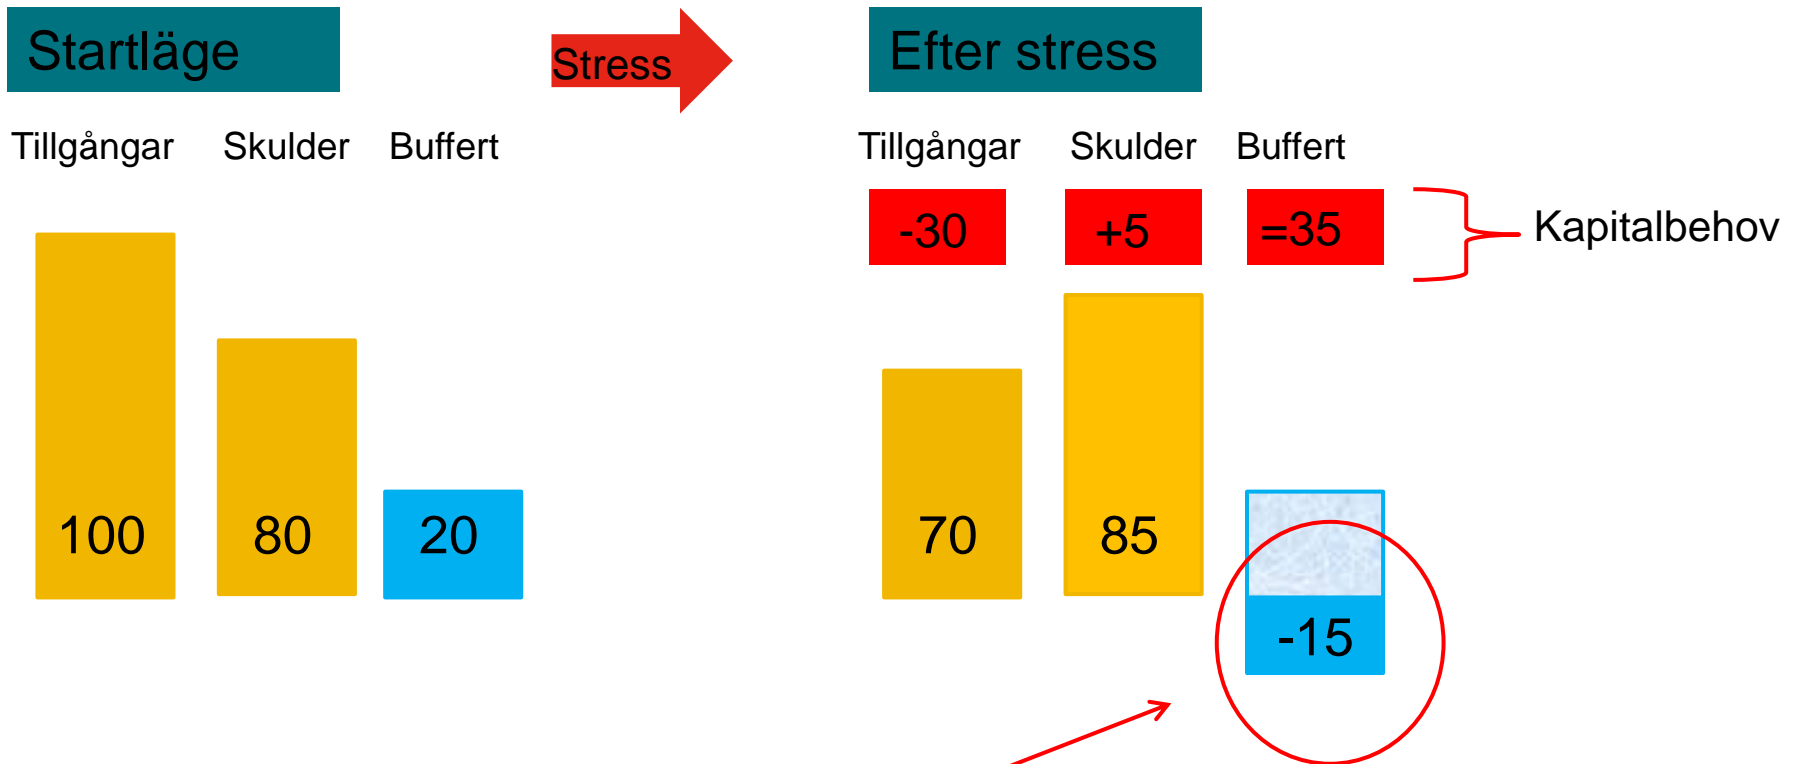 Startläge
Stress
Efter stress
Tillgångar Skulder Buffert
Tillgångar Skulder Buffert
-30 +5 =35 Kapitalbehov
100 80 20
70 85
-15